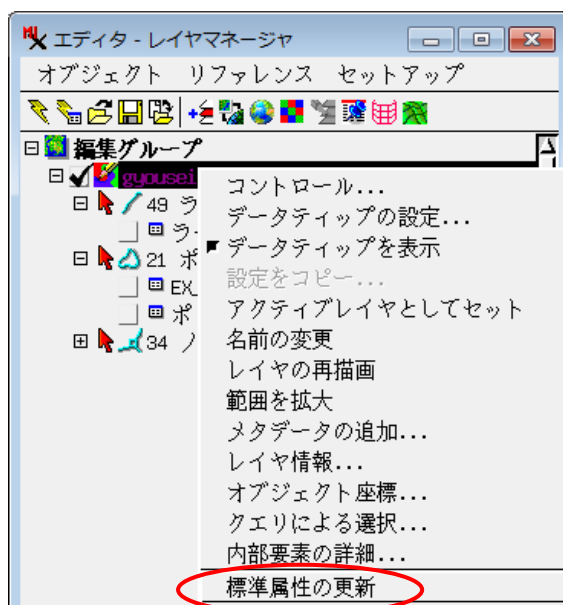 エディタ - レイヤマネージャ
オブジェクト リファレンス セットアップ
編集グループ
gyousei
49 ラ
ラ
21 ポ
EX_
ポ
34 ノ
コントロール...
データティップの設定...
データティップを表示
設定をコピー...
アクティブレイヤとしてセット
名前の変更
レイヤの再描画
範囲を拡大
メタデータの追加...
レイヤ情報...
オブジェクト座標...
クエリによる選択...
内部要素の詳細...
標準属性の更新